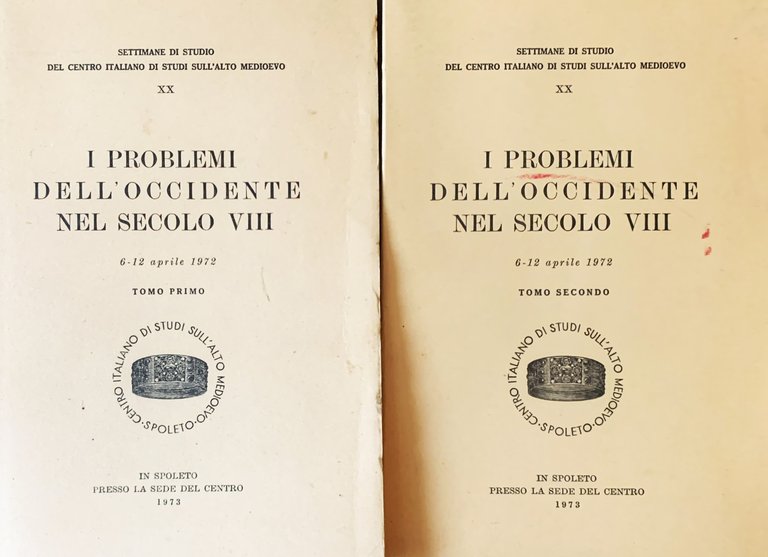 SETTIMANE DI STUDIO
DEL CENTRO ITALIANO DI STUDI SULL'ALTO MEDIOEVO
XX
I PROBLEMI
DELL'OCCIDENTE
NEL SECOLO VIII
6-12 aprile 1972
TOMO PRIMO
CENTRO ITALIANO DI STUDI SULL'ALTO MEDIOEVO · SPOLETO ·
IN SPOLETO
PRESSO LA SEDE DEL CENTRO
1973
SETTIMANE DI STUDIO
DEL CENTRO ITALIANO DI STUDI SULL'ALTO MEDIOEVO
XX
I PROBLEMI
DELL'OCCIDENTE
NEL SECOLO VIII
6-12 aprile 1972
TOMO SECONDO
CENTRO ITALIANO DI STUDI SULL'ALTO MEDIOEVO · SPOLETO ·
IN SPOLETO
PRESSO LA SEDE DEL CENTRO
1973